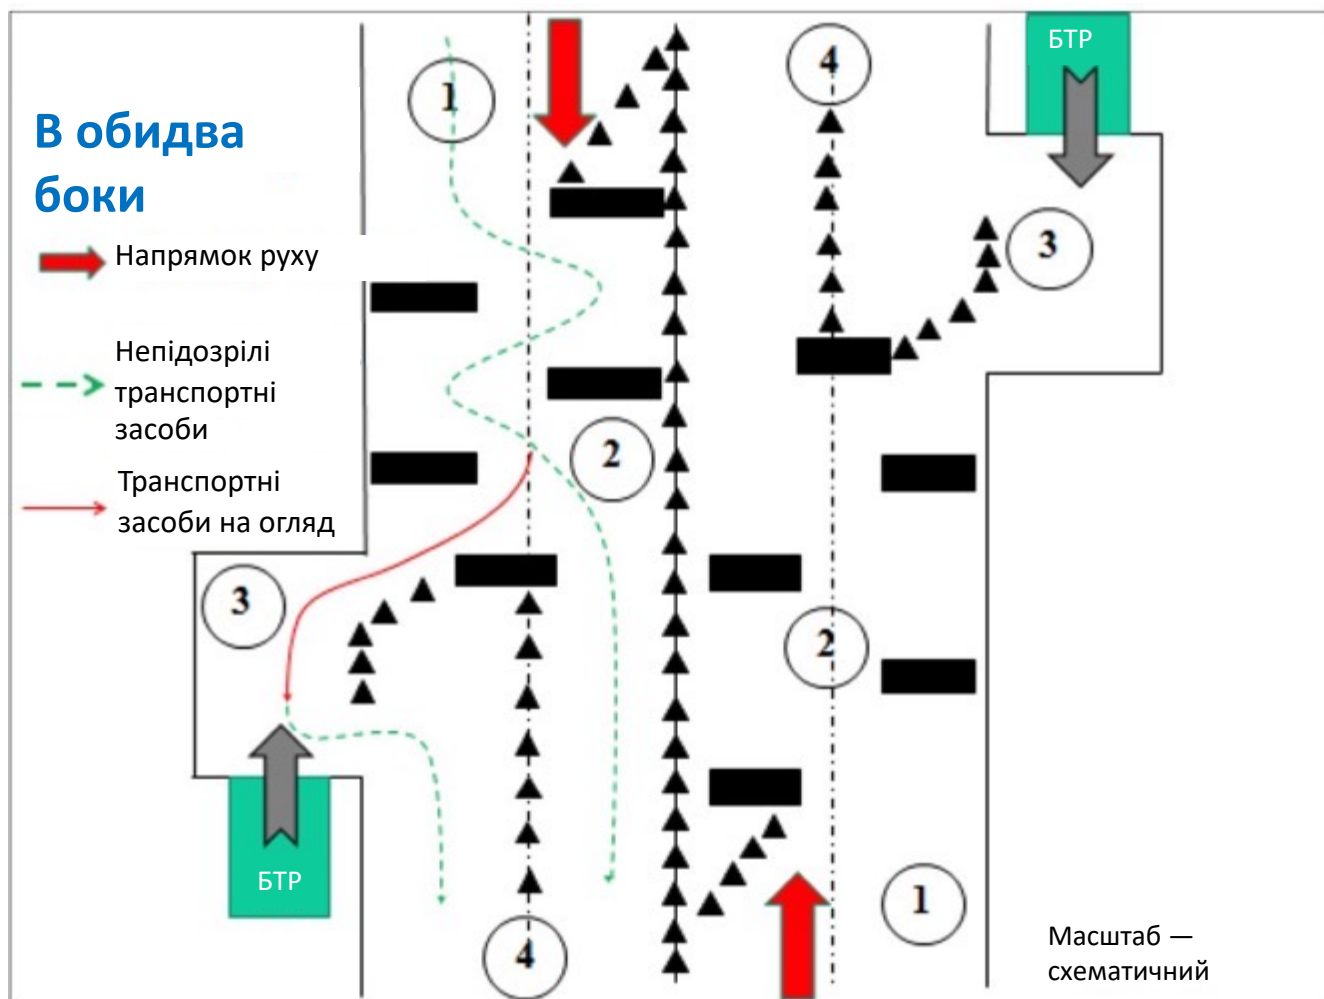 В обидва
боки
Напрямок руху
Непідозрілі
транспортні
засоби
Транспортні
засоби на огляд
1
4
БТР
3
2
3
2
БТР
1
4
Масштаб —
схематичний